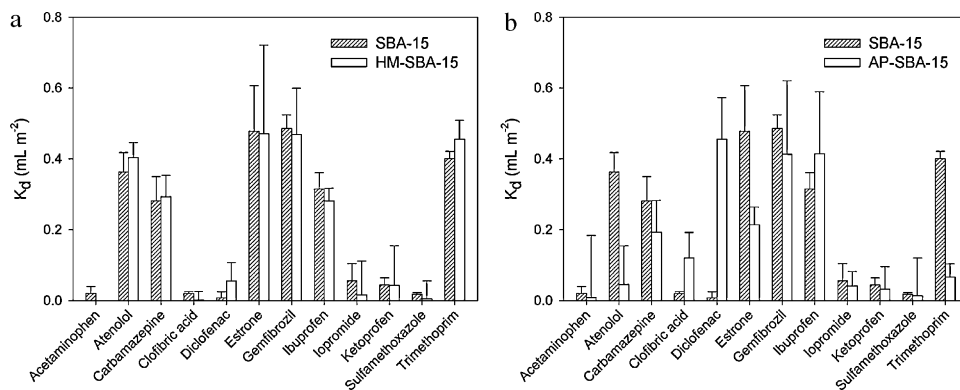 a
K_d (mL m⁻²)
0.8
0.6
0.4
0.2
0.0
SBA-15
HM-SBA-15
Acetaminophen
Atenolol
Carbamazepine
Clofibric acid
Diclofenac
Estrone
Gemfibrozil
Ibuprofen
Iopromide
Ketoprofen
Sulfamethoxazole
Trimethoprim
b
K_d (mL m⁻²)
0.8
0.6
0.4
0.2
0.0
SBA-15
AP-SBA-15
Acetaminophen
Atenolol
Carbamazepine
Clofibric acid
Diclofenac
Estrone
Gemfibrozil
Ibuprofen
Iopromide
Ketoprofen
Sulfamethoxazole
Trimethoprim